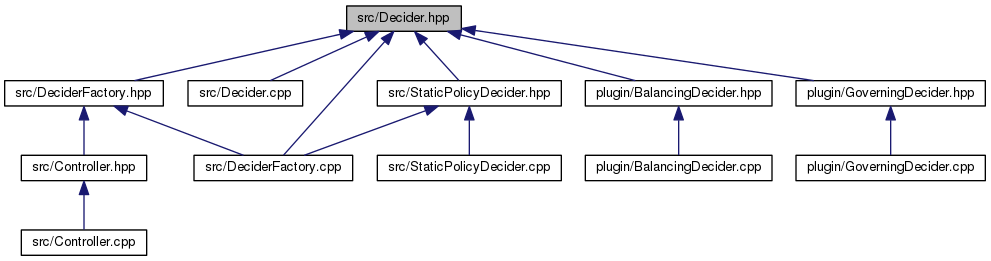 src/Decider.hpp
src/DeciderFactory.hpp
src/Decider.cpp
src/StaticPolicyDecider.hpp
plugin/BalancingDecider.hpp
plugin/GoverningDecider.hpp
src/Controller.hpp
src/DeciderFactory.cpp
src/StaticPolicyDecider.cpp
plugin/BalancingDecider.cpp
plugin/GoverningDecider.cpp
src/Controller.cpp